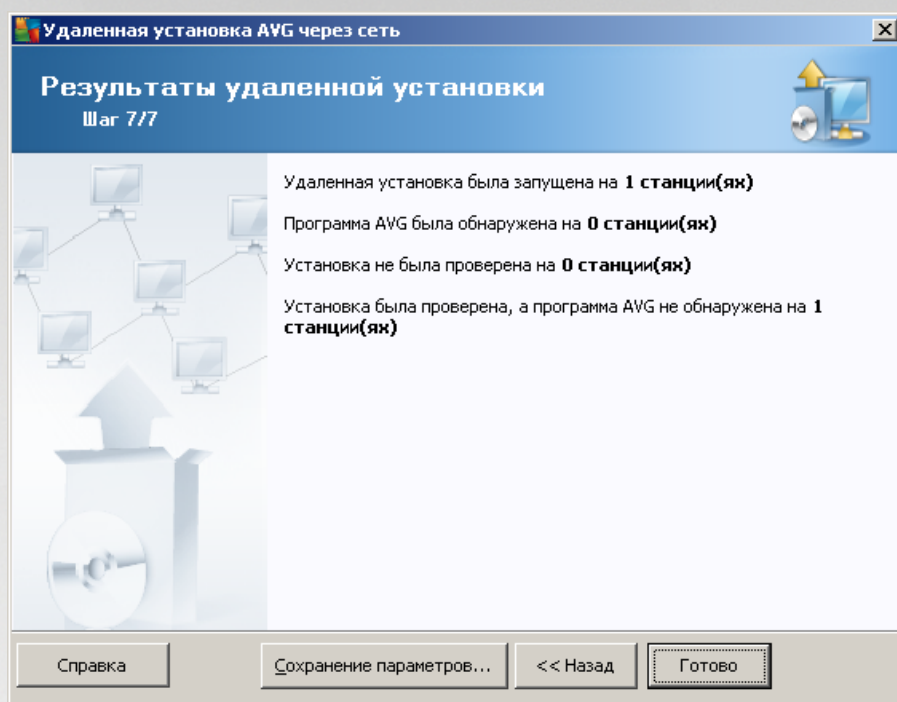 Удаленная установка AVG через сеть
Результаты удаленной установки
Шаг 7/7
Удаленная установка была запущена на 1 станции(ях)
Программа AVG была обнаружена на 0 станции(ях)
Установка не была проверена на 0 станции(ях)
Установка была проверена, а программа AVG не обнаружена на 1
станции(ях)
Справка
Сохранение параметров...
<< Назад
Готово